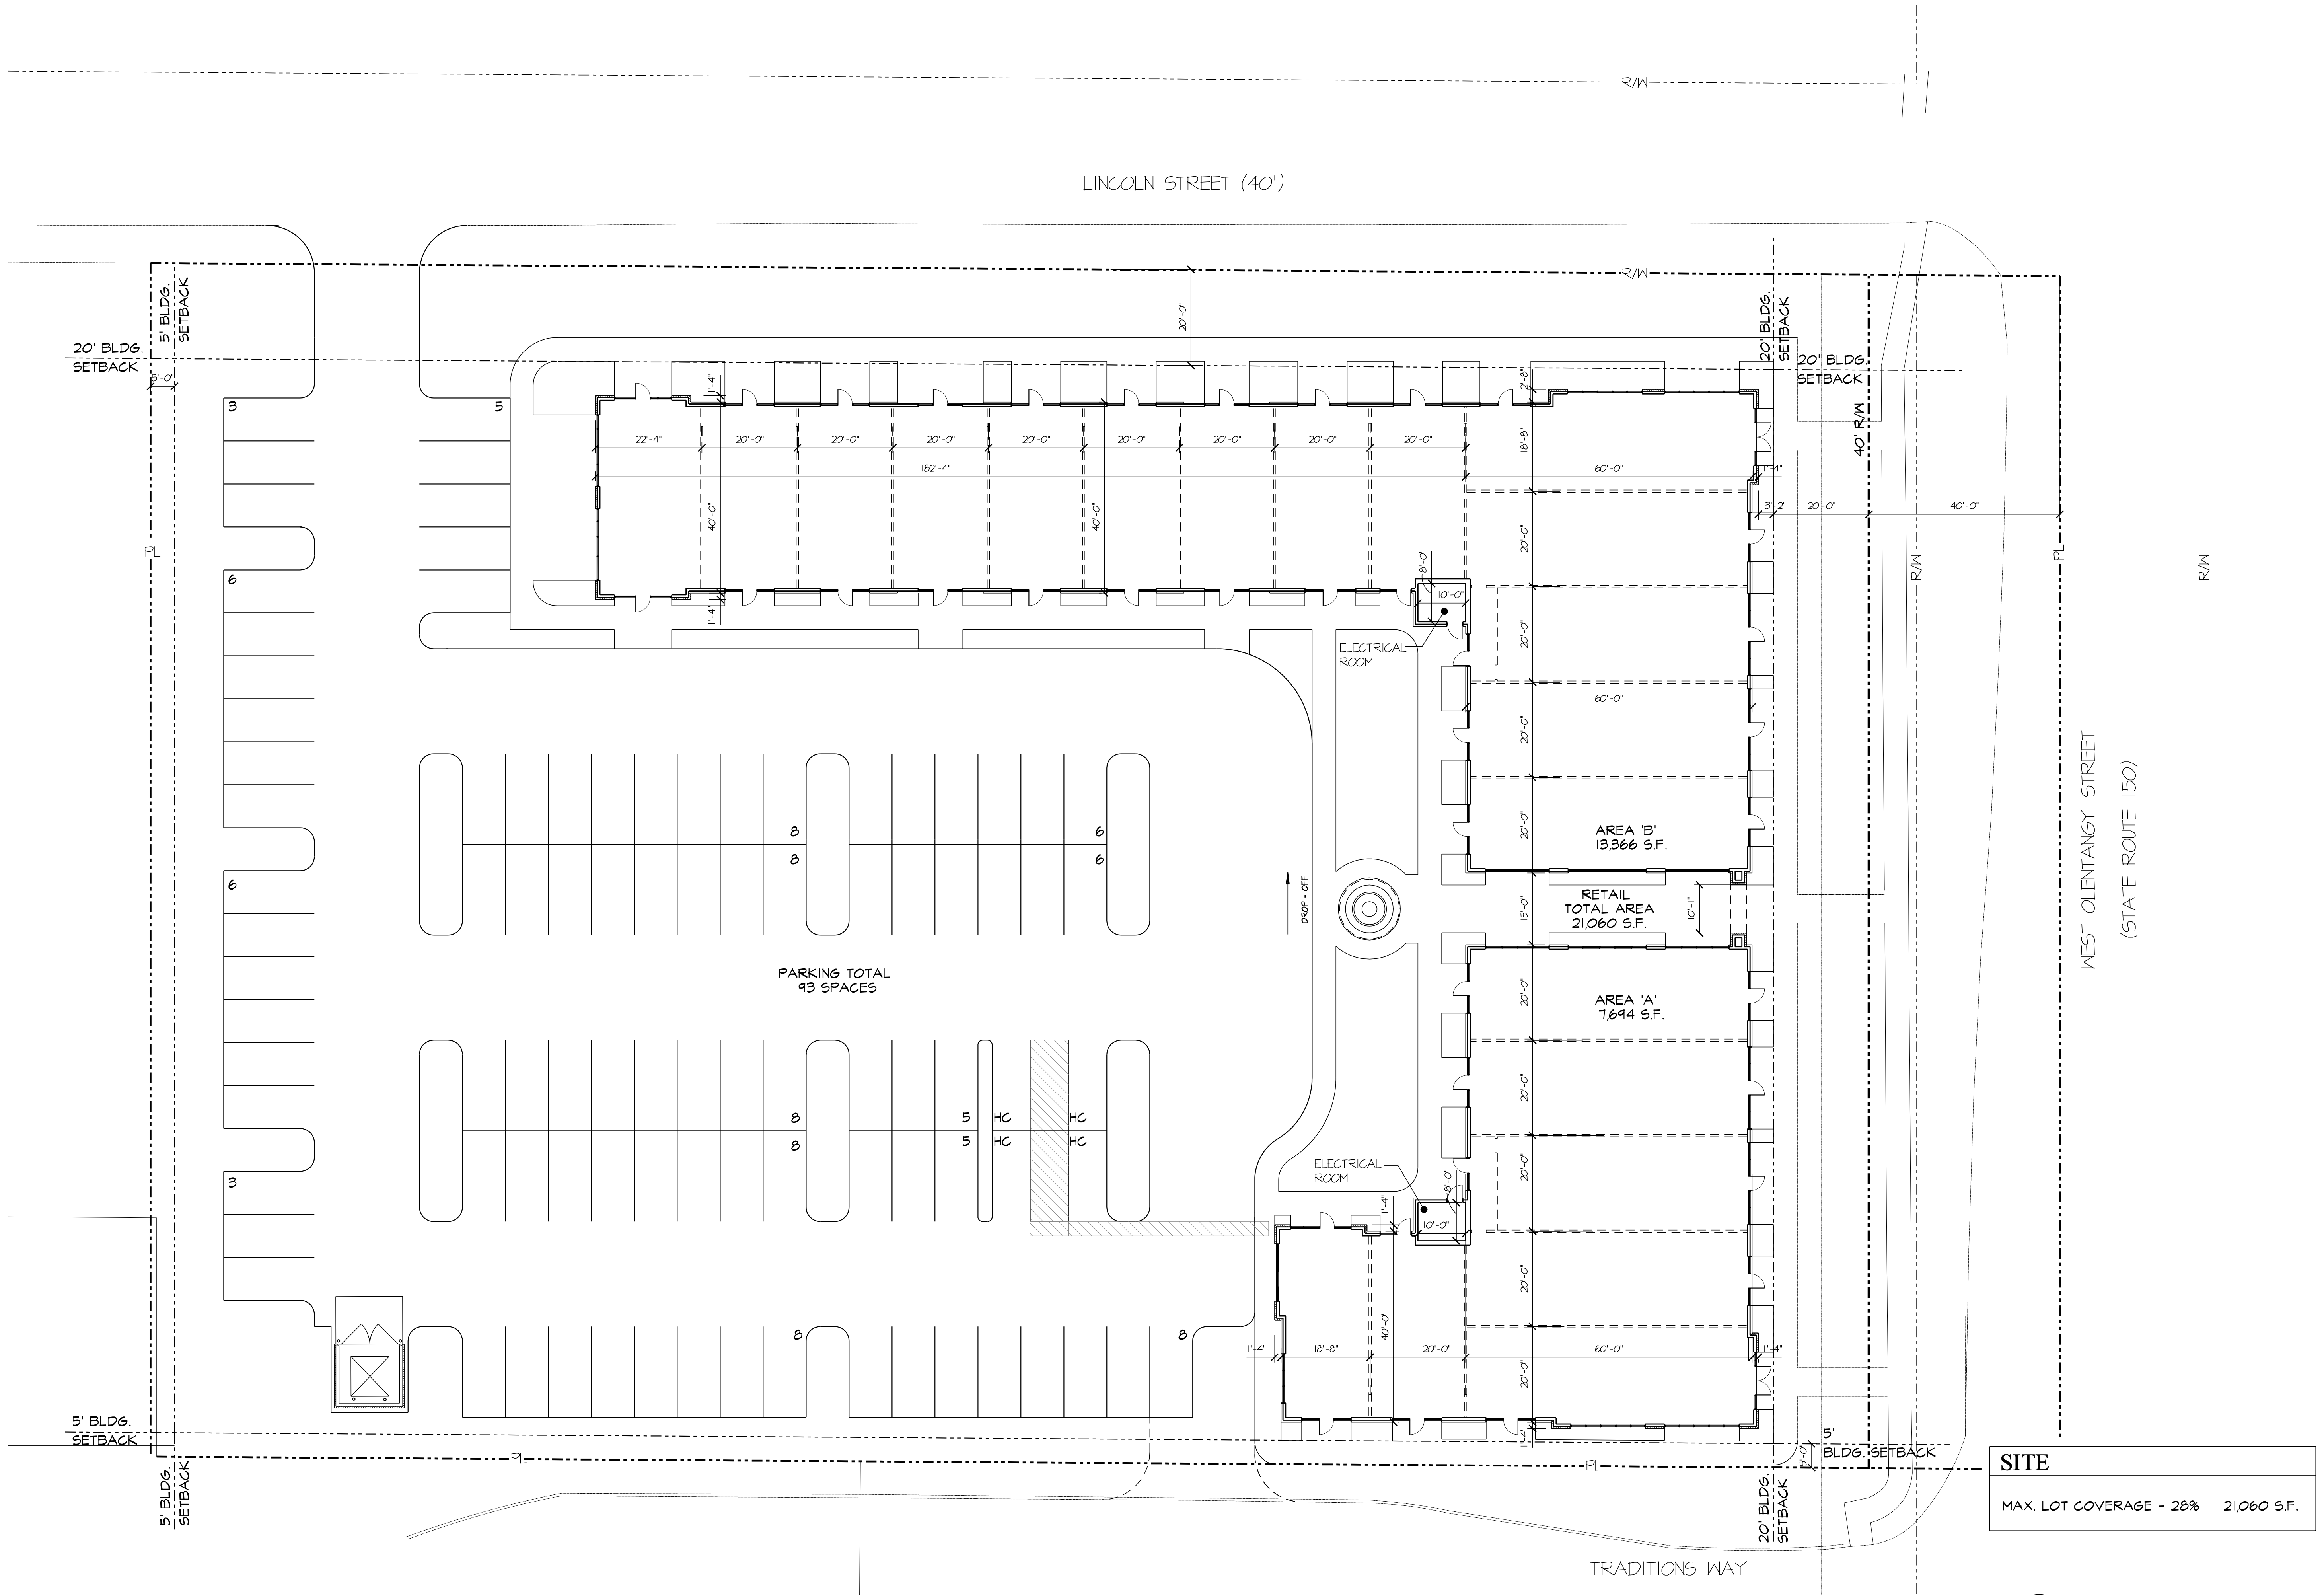 R/W
LINCOLN STREET (40')
R/W
5' BLDG.
SETBACK
20' BLDG.
SETBACK
5'-0"
20'-0"
20' BLDG.
SETBACK
20' BLDG.
SETBACK
40' R/W
3
5
1'-4"
2'-8"
22'-4"
20'-0"
20'-0"
20'-0"
20'-0"
20'-0"
20'-0"
20'-0"
20'-0"
18'-8"
182'-4"
60'-0"
1'-4"
3'-2"
20'-0"
40'-0"
40'-0"
40'-0"
20'-0"
PL
PL
R/W
R/W
6
8'-0"
10'-0"
1'-4"
ELECTRICAL
ROOM
20'-0"
60'-0"
20'-0"
20'-0"
8
6
8
6
AREA 'B'
13,366 S.F.
6
DROP - OFF
RETAIL
TOTAL AREA
21,060 S.F.
15'-0"
10'-1"
WEST OLENTANGY STREET
(STATE ROUTE 150)
PARKING TOTAL
93 SPACES
AREA 'A'
7,694 S.F.
20'-0"
20'-0"
8
5
HC
HC
8
5
HC
HC
3
ELECTRICAL
ROOM
20'-0"
8'-0"
1'-4"
10'-0"
20'-0"
8
8
40'-0"
1'-4"
18'-8"
20'-0"
60'-0"
1'-4"
20'-0"
1'-4"
5' BLDG.
SETBACK
5' BLDG.
SETBACK
PL
PL
5'
BLDG. SETBACK
5'-0"
20' BLDG.
SETBACK
SITE
MAX. LOT COVERAGE - 28% 21,060 S.F.
TRADITIONS WAY